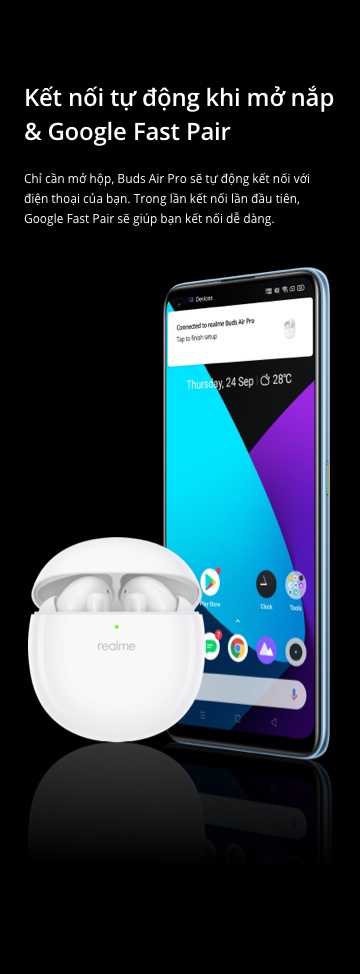 Kết nối tự động khi mở nắp
& Google Fast Pair
Chỉ cần mở hộp, Buds Air Pro sẽ tự động kết nối với
điện thoại của bạn. Trong lần kết nối lần đầu tiên,
Google Fast Pair sẽ giúp bạn kết nối dễ dàng.
Devices
Connected to realme Buds Air Pro
Tap to finish setup
Thursday, 24 Sep 28°C
Play Store
Clock
Tools
realme